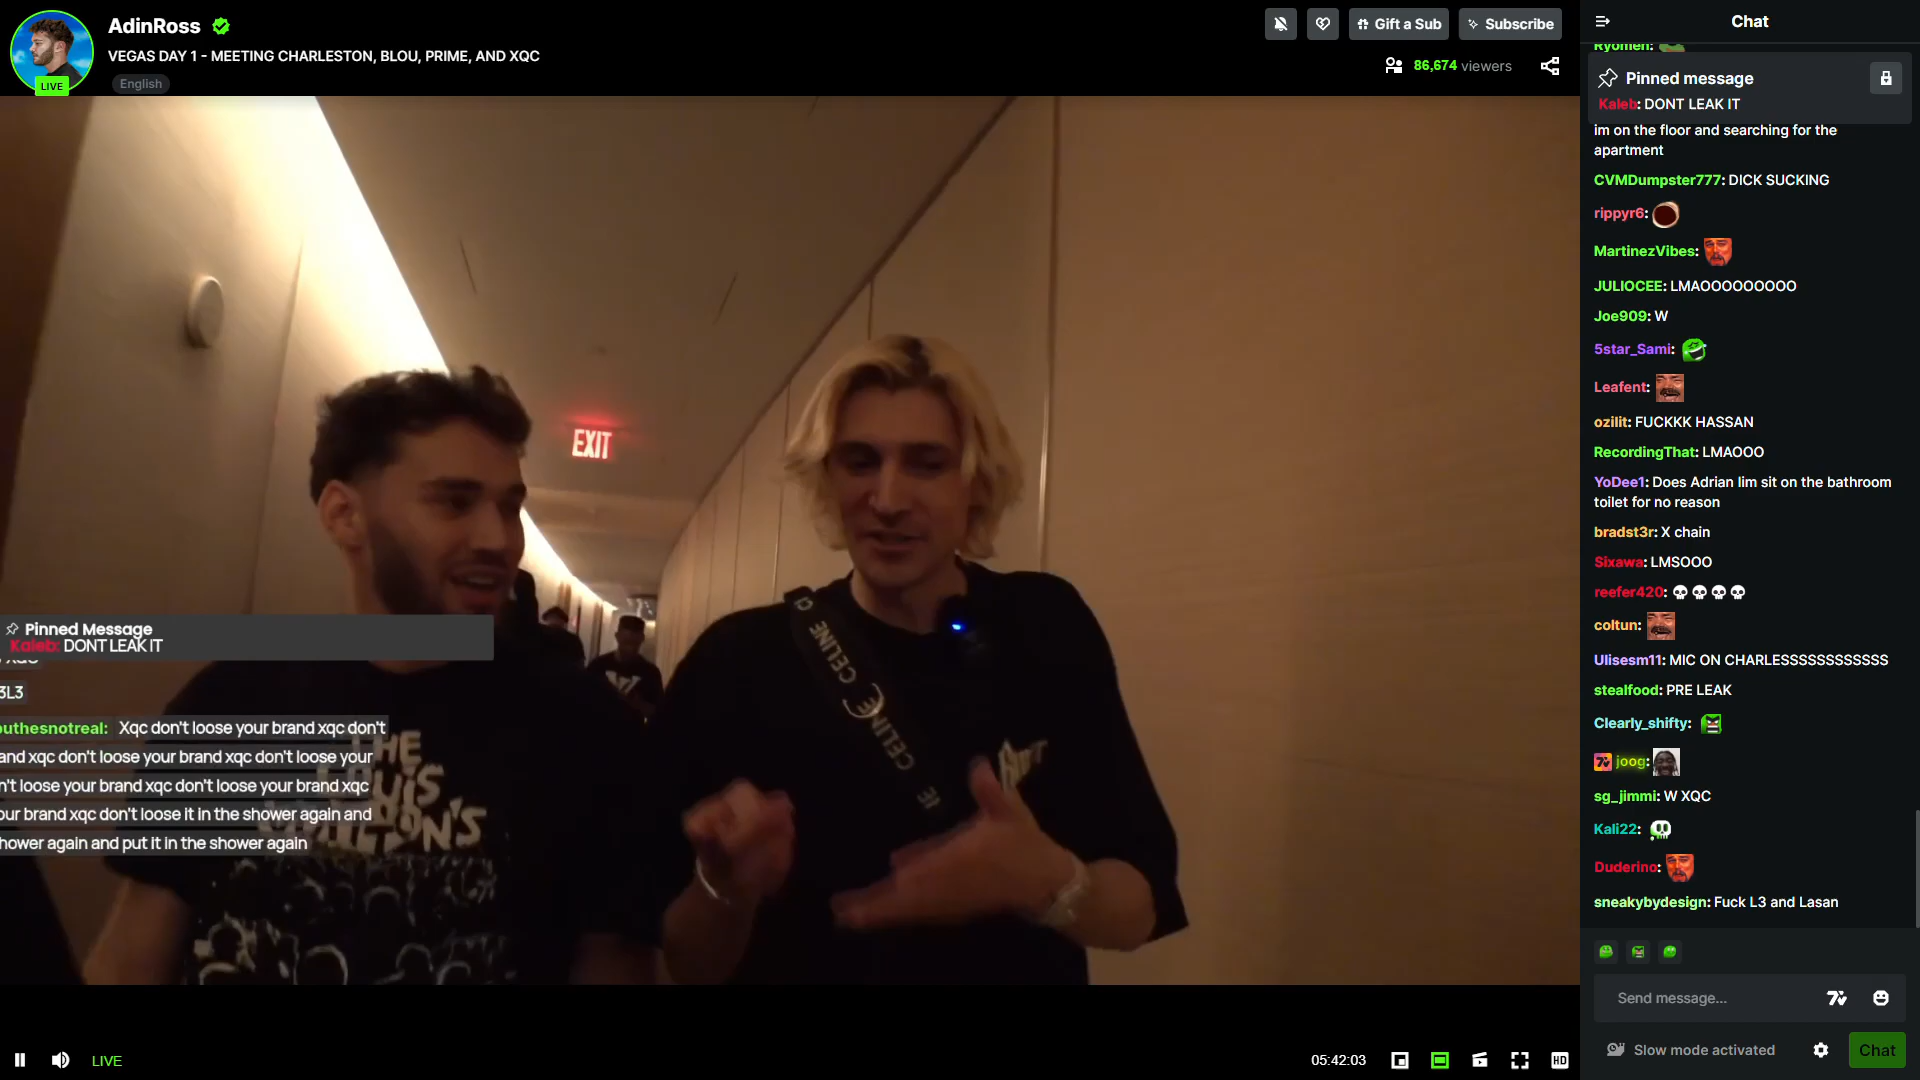 AdinRoss
VEGAS DAY 1 - MEETING CHARLESTON, BLOU, PRIME, AND XQC
LIVE
English
Gift a Sub
Subscribe
86,674 viewers
EXIT
CELINE
CELINE
THE
LOUIS
Pinned Message
Kaleb: DONT LEAK IT
3L3
outhesnotreal: Xqc don't loose your brand xqc don't
and xqc don't loose your brand xqc don't loose your
n't loose your brand xqc don't loose your brand xqc
our brand xqc don't loose it in the shower again and
hower again and put it in the shower again
LIVE
05:42:03
HD
Chat
Ryomen:
Pinned message
Kaleb: DONT LEAK IT
im on the floor and searching for the
apartment
CVMDumpster777: DICK SUCKING
rippyr6:
MartinezVibes:
JULIOCEE: LMAOOOOOOOOO
Joe909: W
5star_Sami:
Leafent:
ozilit: FUCKKK HASSAN
RecordingThat: LMAOOO
YoDee1: Does Adrian lim sit on the bathroom
toilet for no reason
bradst3r: X chain
Sixawa: LMSOOO
reefer420: 💀💀💀💀
coltun:
Ulisesm11: MIC ON CHARLESSSSSSSSSSSS
stealfood: PRE LEAK
Clearly_shifty:
joog:
sg_jimmi: W XQC
Kali22:
Duderino:
sneakybydesign: Fuck L3 and Lasan
Send message...
Slow mode activated
Chat